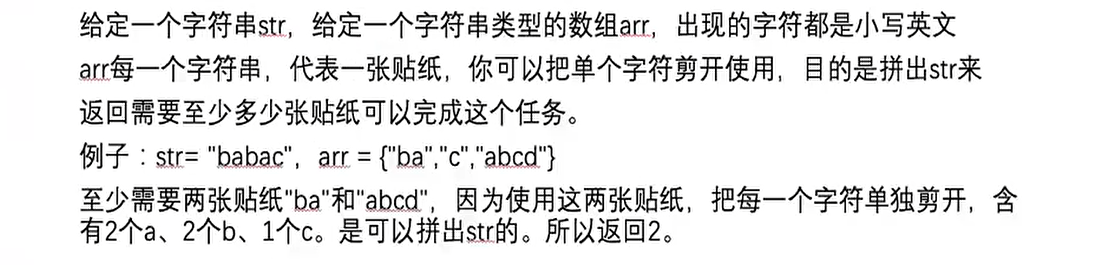 给定一个字符串str，给定一个字符串类型的数组arr，出现的字符都是小写英文
arr每一个字符串，代表一张贴纸，你可以把单个字符剪开使用，目的是拼出str来
返回需要至少多少张贴纸可以完成这个任务。
例子：str= "babac"，arr = {"ba","c","abcd"}
至少需要两张贴纸"ba"和"abcd"，因为使用这两张贴纸，把每一个字符单独剪开，含
有2个a、2个b、1个c。是可以拼出str的。所以返回2。